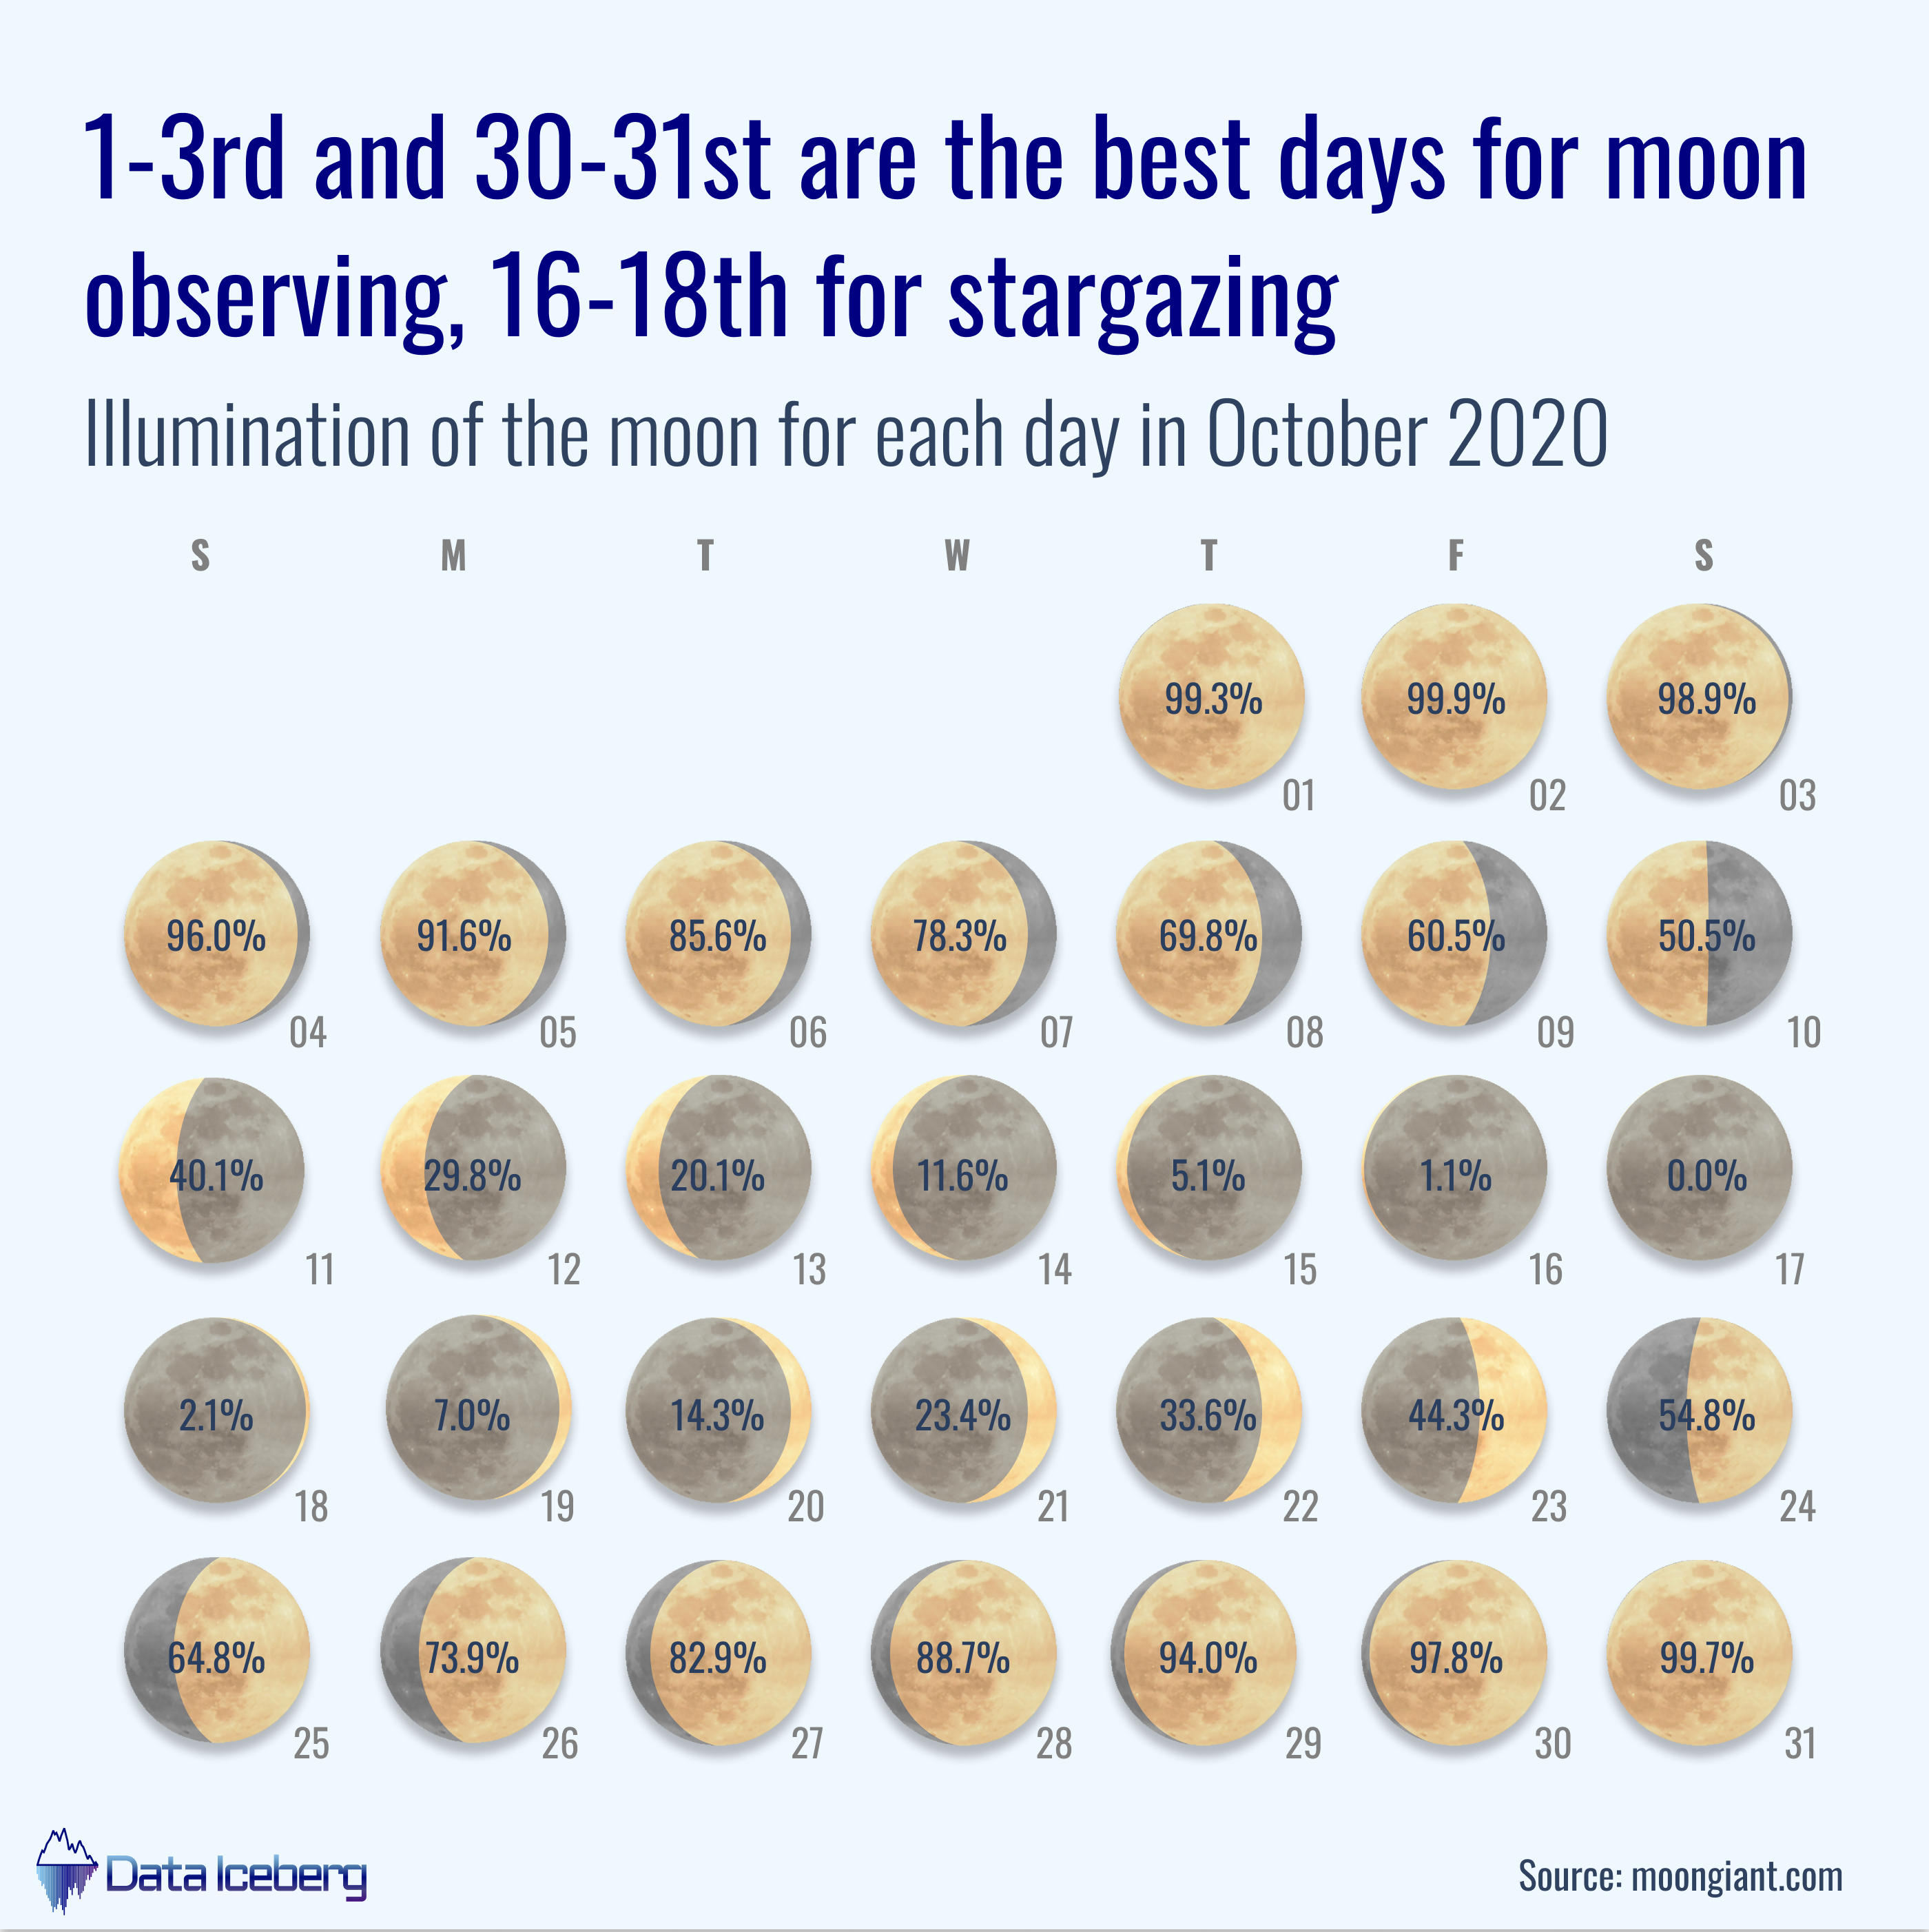 1-3rd and 30-31st are the best days for moon
observing, 16-18th for stargazing
Illumination of the moon for each day in October 2020
S M T W T F S
99.3% 99.9% 98.9%
01 02 03
96.0% 91.6% 85.6% 78.3% 69.8% 60.5% 50.5%
04 05 06 07 08 09 10
40.1% 29.8% 20.1% 11.6% 5.1% 1.1% 0.0%
11 12 13 14 15 16 17
2.1% 7.0% 14.3% 23.4% 33.6% 44.3% 54.8%
18 19 20 21 22 23 24
64.8% 73.9% 82.9% 88.7% 94.0% 97.8% 99.7%
25 26 27 28 29 30 31
Data Iceberg
Source: moongiant.com